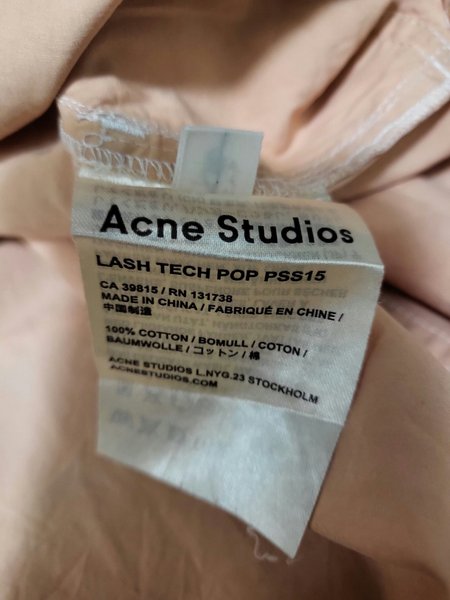 Acne Studios
LASH TECH POP PSS15
CA 39815 / RN 131738
MADE IN CHINA / FABRIQUÉ EN CHINE /
中国制造
100% COTTON / BOMULL / COTON /
BAUMWOLLE / コットン / 棉
ACNE STUDIOS L.NYG.23 STOCKHOLM
ACNESTUDIOS.COM